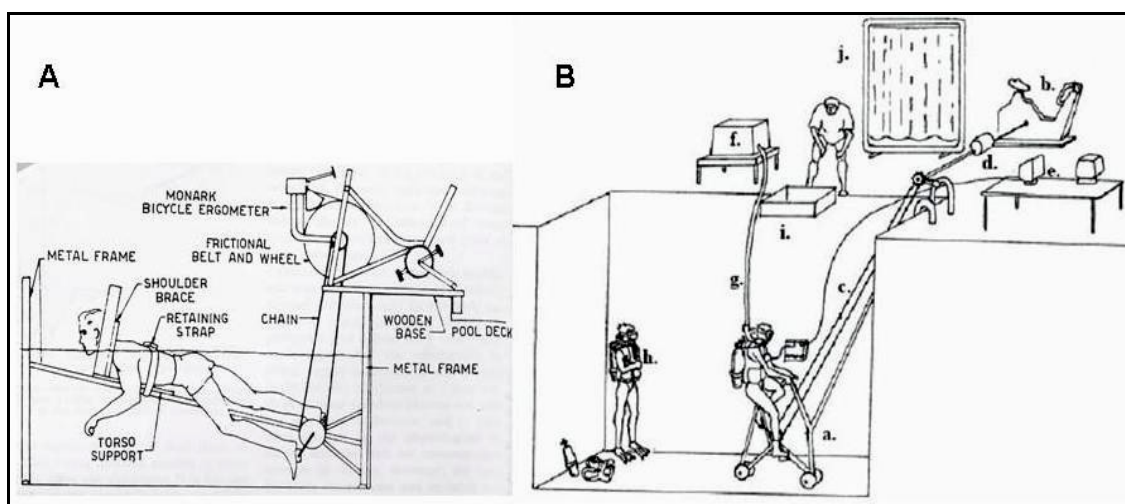 A
MONARK
BICYCLE ERGOMETER
FRICTIONAL
BELT AND WHEEL
METAL FRAME
SHOULDER
BRACE
RETAINING
STRAP
CHAIN
WOODEN
BASE
POOL DECK
METAL FRAME
TORSO
SUPPORT
B
j.
b.
f.
d.
e.
i.
g.
c.
h.
a.